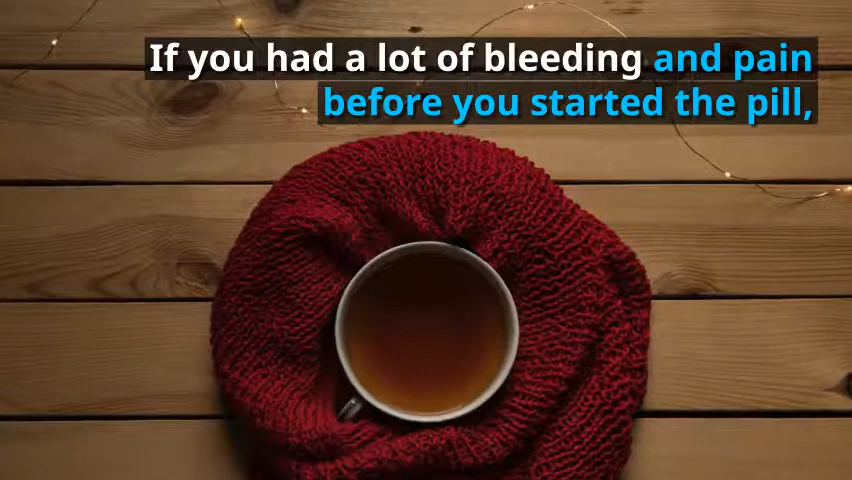 If you had a lot of bleeding and pain
before you started the pill,